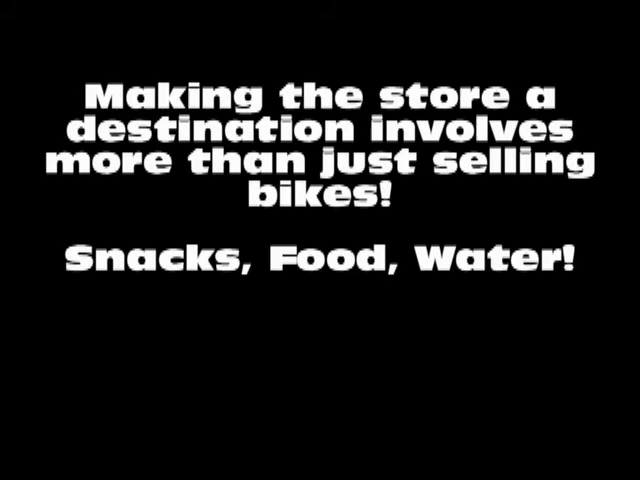 Making the store a
destination involves
more than just selling
bikes!
Snacks, Food, Water!